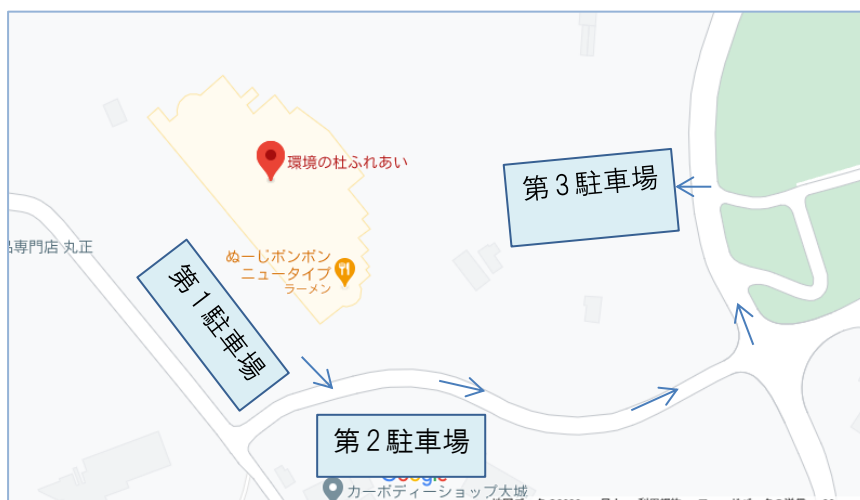 環境の杜ふれあい
第３駐車場
品専門店 丸正
ぬーじボンボン
ニュータイプ
ラーメン
第１駐車場
第２駐車場
Google
カーボディーショップ大城